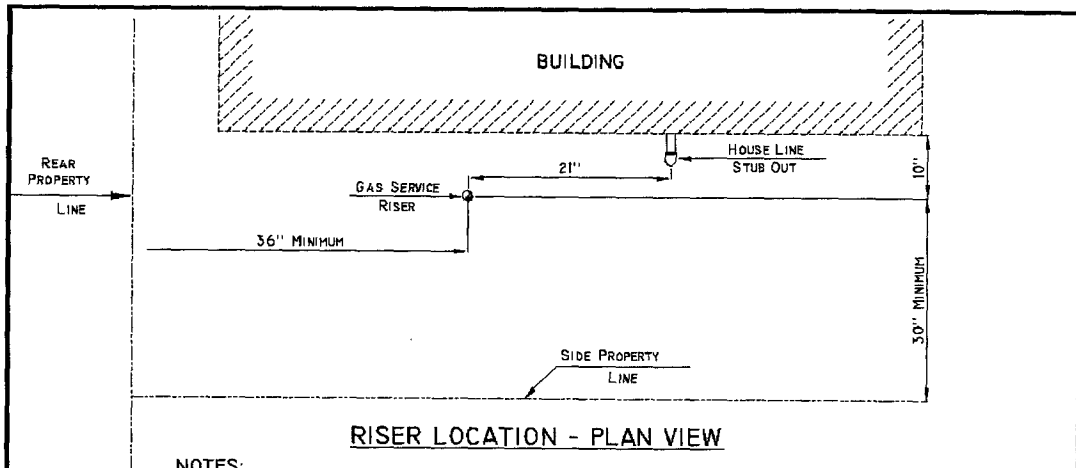 BUILDING
HOUSE LINE
STUB OUT
10"
21"
REAR
PROPERTY
LINE
GAS SERVICE
RISER
36" MINIMUM
30" MINIMUM
SIDE PROPERTY
LINE
RISER LOCATION - PLAN VIEW
NOTES: